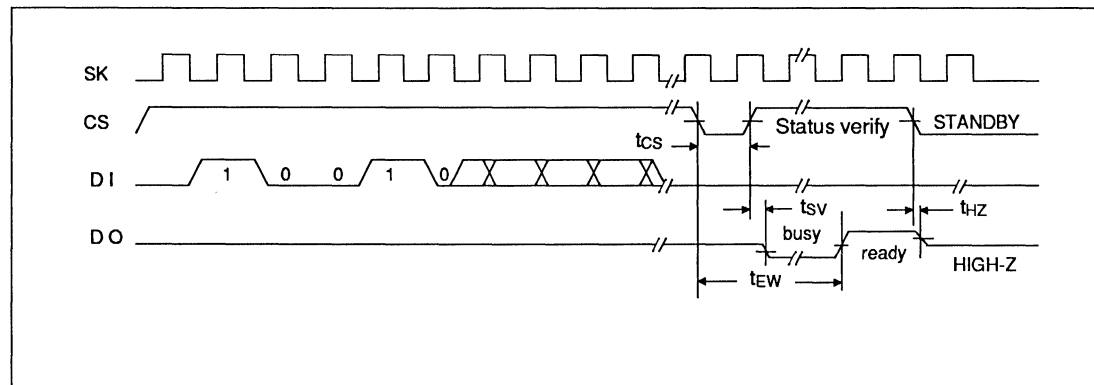 SK
CS
Status verify
STANDBY
tCS
DI
1 0 0 1 0
tSV
tHZ
DO
busy
ready
HIGH-Z
tEW